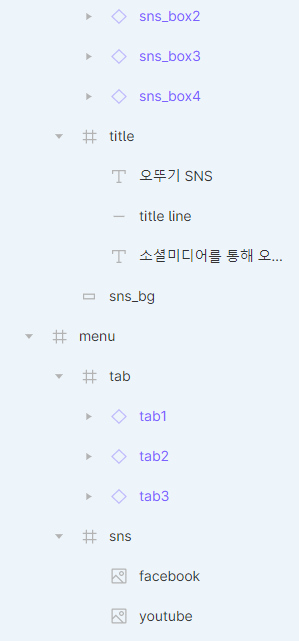 sns_box2
sns_box3
sns_box4
title
오뚜기 SNS
title line
소셜미디어를 통해 오...
sns_bg
menu
tab
tab1
tab2
tab3
sns
facebook
youtube